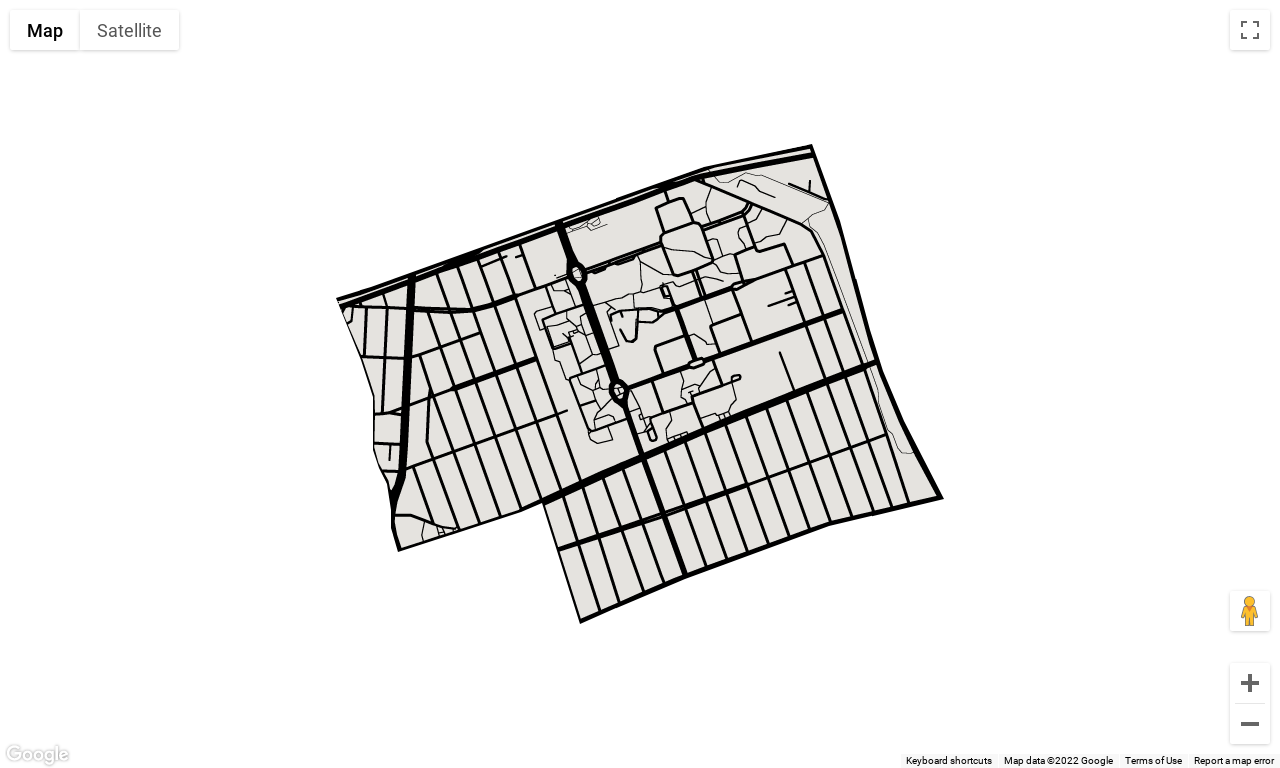 Map Satellite
Google
Keyboard shortcuts Map data ©2022 Google Terms of Use Report a map error